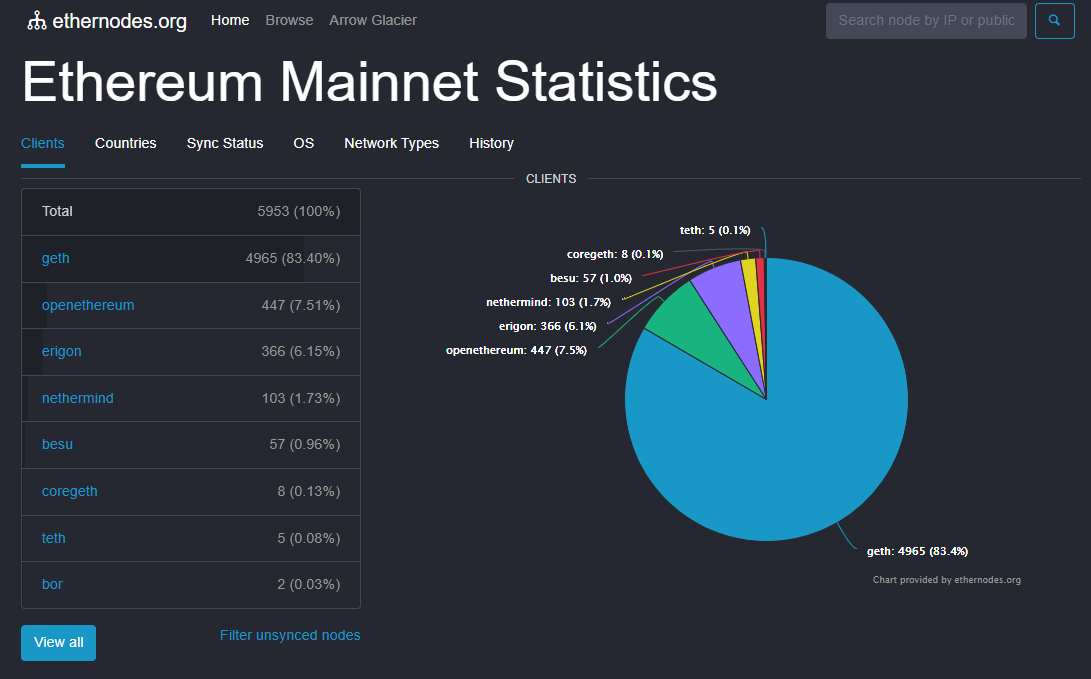 ethernodes.org Home Browse Arrow Glacier Search node by IP or public
Ethereum Mainnet Statistics
Clients Countries Sync Status OS Network Types History
CLIENTS
Total 5953 (100%)
geth 4965 (83.40%)
openethereum 447 (7.51%)
erigon 366 (6.15%)
nethermind 103 (1.73%)
besu 57 (0.96%)
coregeth 8 (0.13%)
teth 5 (0.08%)
bor 2 (0.03%)
View all Filter unsynced nodes
teth: 5 (0.1%)
coregeth: 8 (0.1%)
besu: 57 (1.0%)
nethermind: 103 (1.7%)
erigon: 366 (6.1%)
openethereum: 447 (7.5%)
geth: 4965 (83.4%)
Chart provided by ethernodes.org